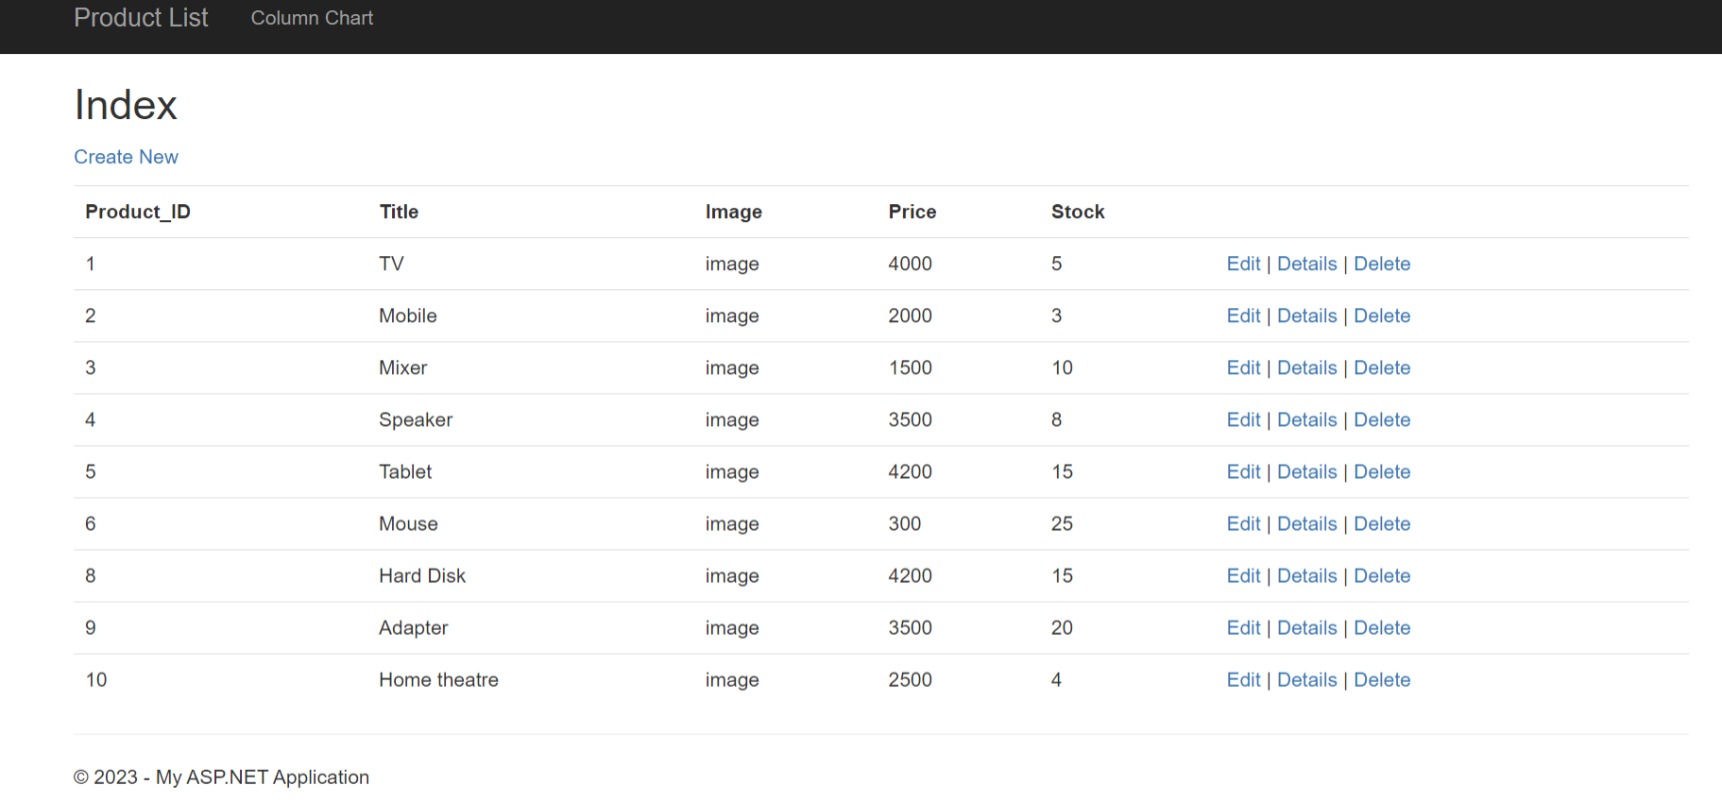 Product List Column Chart
Index
Create New
Product_ID Title Image Price Stock
1 TV image 4000 5 Edit | Details | Delete
2 Mobile image 2000 3 Edit | Details | Delete
3 Mixer image 1500 10 Edit | Details | Delete
4 Speaker image 3500 8 Edit | Details | Delete
5 Tablet image 4200 15 Edit | Details | Delete
6 Mouse image 300 25 Edit | Details | Delete
8 Hard Disk image 4200 15 Edit | Details | Delete
9 Adapter image 3500 20 Edit | Details | Delete
10 Home theatre image 2500 4 Edit | Details | Delete
© 2023 - My ASP.NET Application